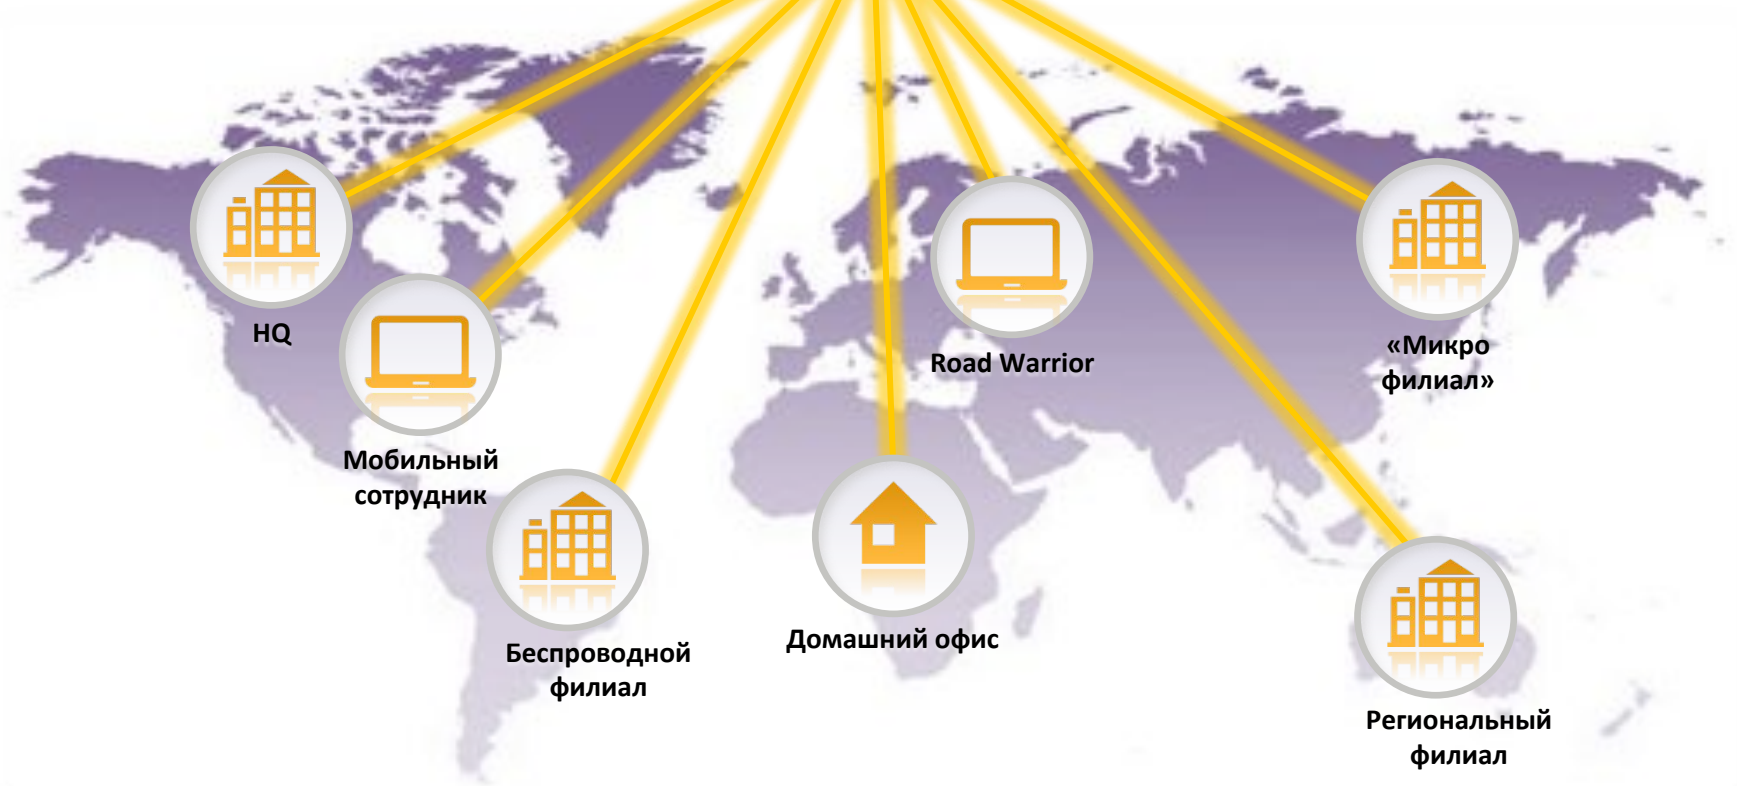 HQ
Мобильный
сотрудник
Беспроводной
филиал
Домашний офис
Road Warrior
«Микро
филиал»
Региональный
филиал